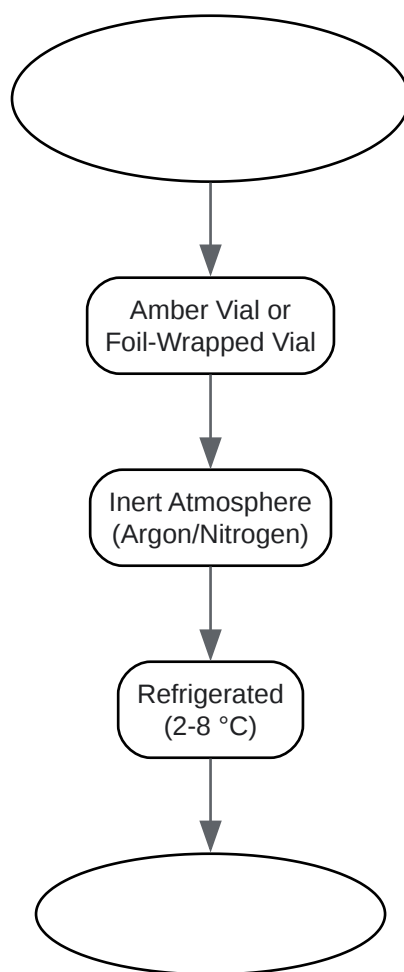 Amber Vial or
Foil-Wrapped Vial
Inert Atmosphere
(Argon/Nitrogen)
Refrigerated
(2-8 °C)